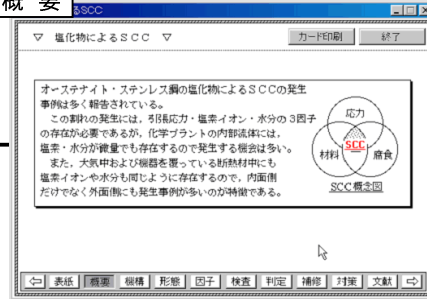 概 要
SCC
▽ 塩化物によるSCC ▽
カード印刷
終了
オーステナイト・ステンレス鋼の塩化物によるSCCの発生
事例は多く報告されている。
この割れの発生には，引張応力・塩素イオン・水分の３因子
の存在が必要であるが，化学プラントの内部流体には，
塩素・水分が微量でも存在するので発生する機会は多い。
また，大気中および機器を覆っている断熱材中にも
塩素イオンや水分も同じように存在するので，内面側
だけでなく外面側にも発生事例が多いのが特徴である。
応力
SCC
材料
腐食
SCC概念図
表紙 概要 機構 形態 因子 検査 判定 補修 対策 文献